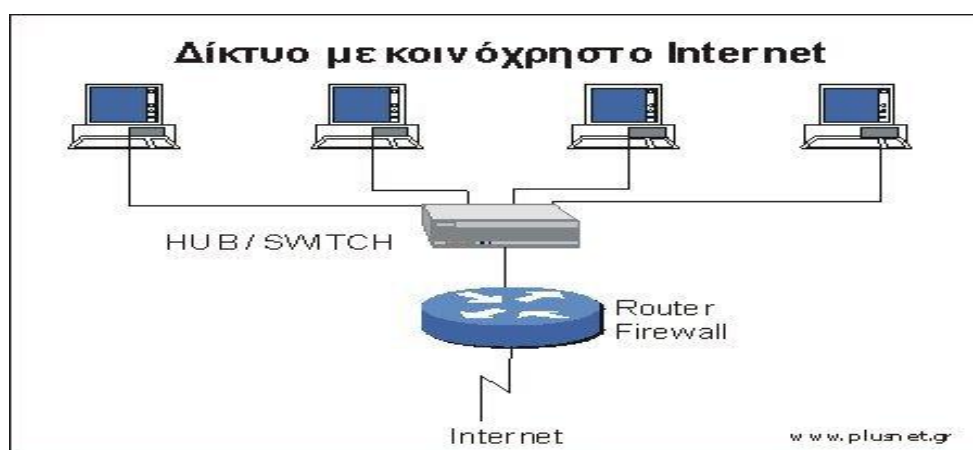 Δίκτυο με κοινόχρηστο Internet
HUB / SWITCH
Router
Firewall
Internet
www.plusnet.gr